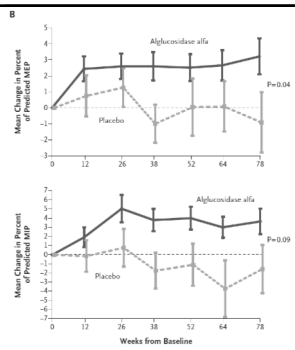 B
Mean Change in Percent
of Predicted MEP
5
4
3
2
1
0
−1
−2
−3
Alglucosidase alfa
Placebo
P=0.04
0 12 26 38 52 64 78
Mean Change in Percent
of Predicted MIP
7
6
5
4
3
2
1
0
−1
−2
−3
−4
−5
−6
−7
Alglucosidase alfa
Placebo
P=0.09
0 12 26 38 52 64 78
Weeks from Baseline